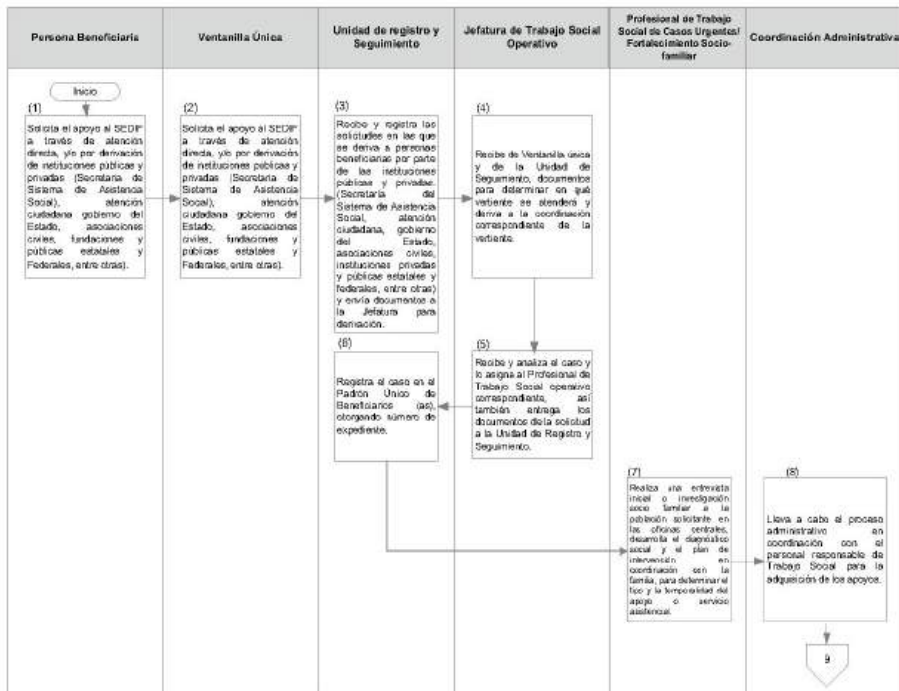 Persona Beneficiaria
Ventanilla Única
Unidad de registro y
Seguimiento
Jefatura de Trabajo Social
Operativo
Profesional de Trabajo
Social de Casos Urgentes/
Fortalecimiento Socio-
familiar
Coordinación Administrativa
Inicio
(1)
Solicita el apoyo al SEDIF
a través de atención
directa, y/o por derivación
de instituciones públicas y
privadas (Secretaría de
Sistema de Asistencia
Social), atención
ciudadana gobierno del
Estado, asociaciones
civiles, fundaciones y
públicas estatales y
Federales, entre otras).
(2)
Solicita el apoyo al SEDIF
a través de atención
directa, y/o por derivación
de instituciones públicas y
privadas (Secretaría de
Sistema de Asistencia
Social), atención
ciudadana gobierno del
Estado, asociaciones
civiles, fundaciones y
públicas estatales y
Federales, entre otras).
(3)
Recibe y registra las
solicitudes en las que
se deriva a personas
beneficiarias por parte
de las instituciones
públicas y privadas.
(Secretaría del
Sistema de Asistencia
Social, atención
ciudadana, gobierno
del Estado,
asociaciones civiles,
instituciones privadas
y públicas estatales y
federales, entre otras)
y envía documentos a
la Jefatura para
derivación.
(4)
Recibe de Ventanilla única
y de la Unidad de
Seguimiento, documentos
para determinar en qué
vertiente se atenderá y
deriva a la coordinación
correspondiente de la
vertiente.
(5)
Recibe y analiza el caso y
lo asigna al Profesional de
Trabajo Social operativo
correspondiente, así
también entrega los
documentos de la solicitud
a la Unidad de Registro y
Seguimiento.
(6)
Registra el caso en el
Padrón Único de
Beneficiarios (as),
otorgando número de
expediente.
(7)
Realiza una entrevista
inicial o investigación
socio familiar a la
población solicitante en
las oficinas centrales,
desarrolla el diagnóstico
social y el plan de
intervención en
coordinación con la
familia, para determinar el
tipo y la temporalidad del
apoyo o servicio
asistencial.
(8)
Lleva a cabo el proceso
administrativo en
coordinación con el
personal responsable de
Trabajo Social para la
adquisición de los apoyos.
9